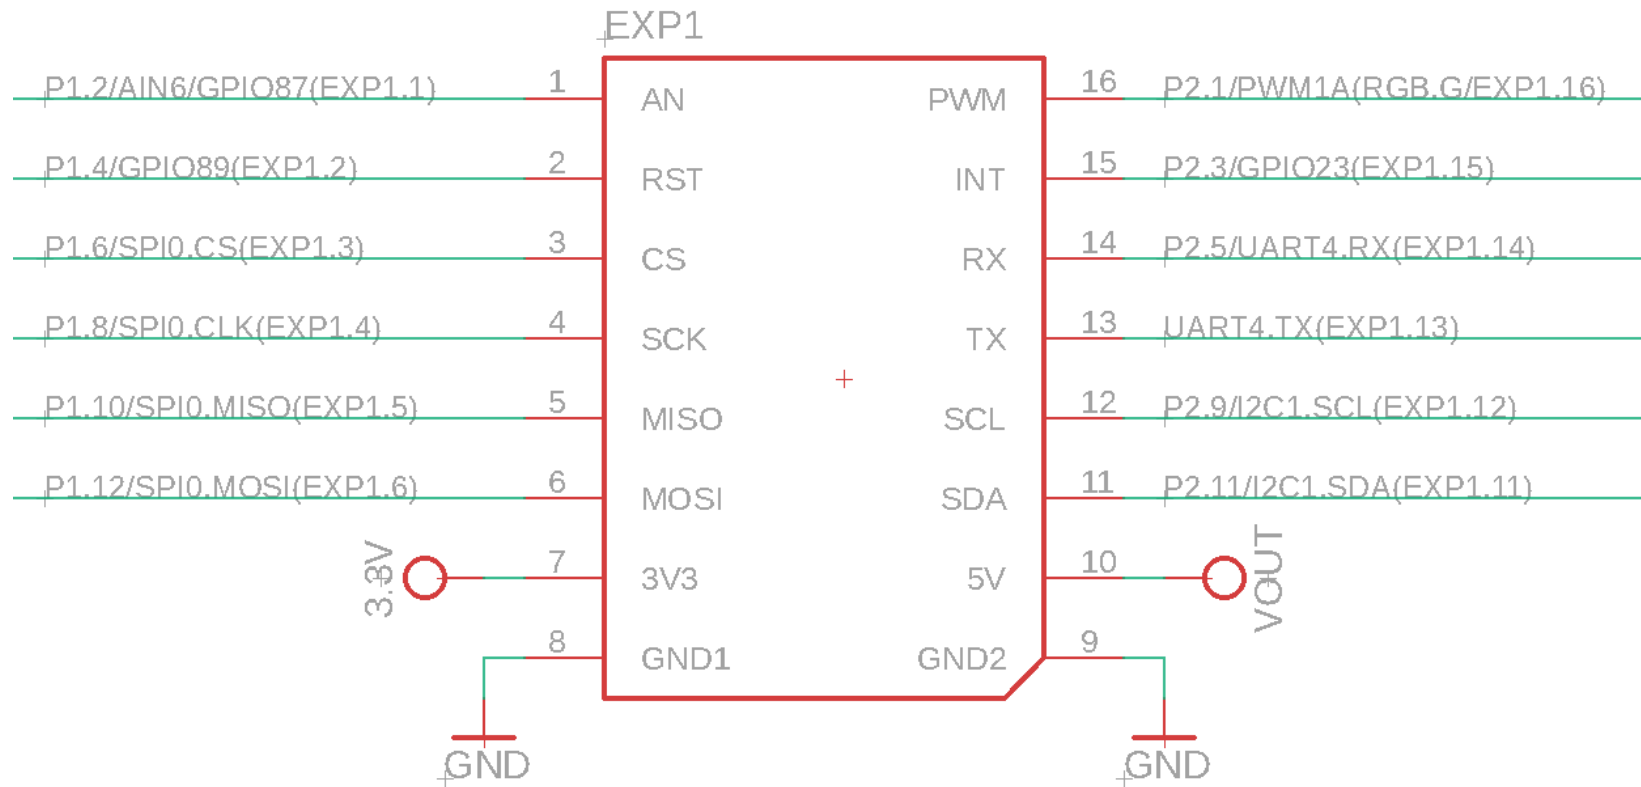 EXP1
P1.2/AIN6/GPIO87(EXP1.1) 1 AN PWM 16 P2.1/PWM1A(RGB.G/EXP1.16)
P1.4/GPIO89(EXP1.2) 2 RST INT 15 P2.3/GPIO23(EXP1.15)
P1.6/SPI0.CS(EXP1.3) 3 CS RX 14 P2.5/UART4.RX(EXP1.14)
P1.8/SPI0.CLK(EXP1.4) 4 SCK TX 13 UART4.TX(EXP1.13)
P1.10/SPI0.MISO(EXP1.5) 5 MISO SCL 12 P2.9/I2C1.SCL(EXP1.12)
P1.12/SPI0.MOSI(EXP1.6) 6 MOSI SDA 11 P2.11/I2C1.SDA(EXP1.11)
3.3V 7 3V3 5V 10 VOUT
8 GND1 GND2 9
GND GND